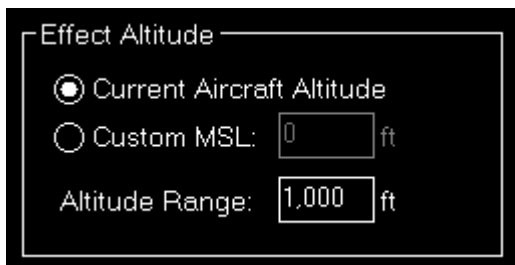 Effect Altitude
Current Aircraft Altitude
Custom MSL: 0 ft
Altitude Range: 1,000 ft